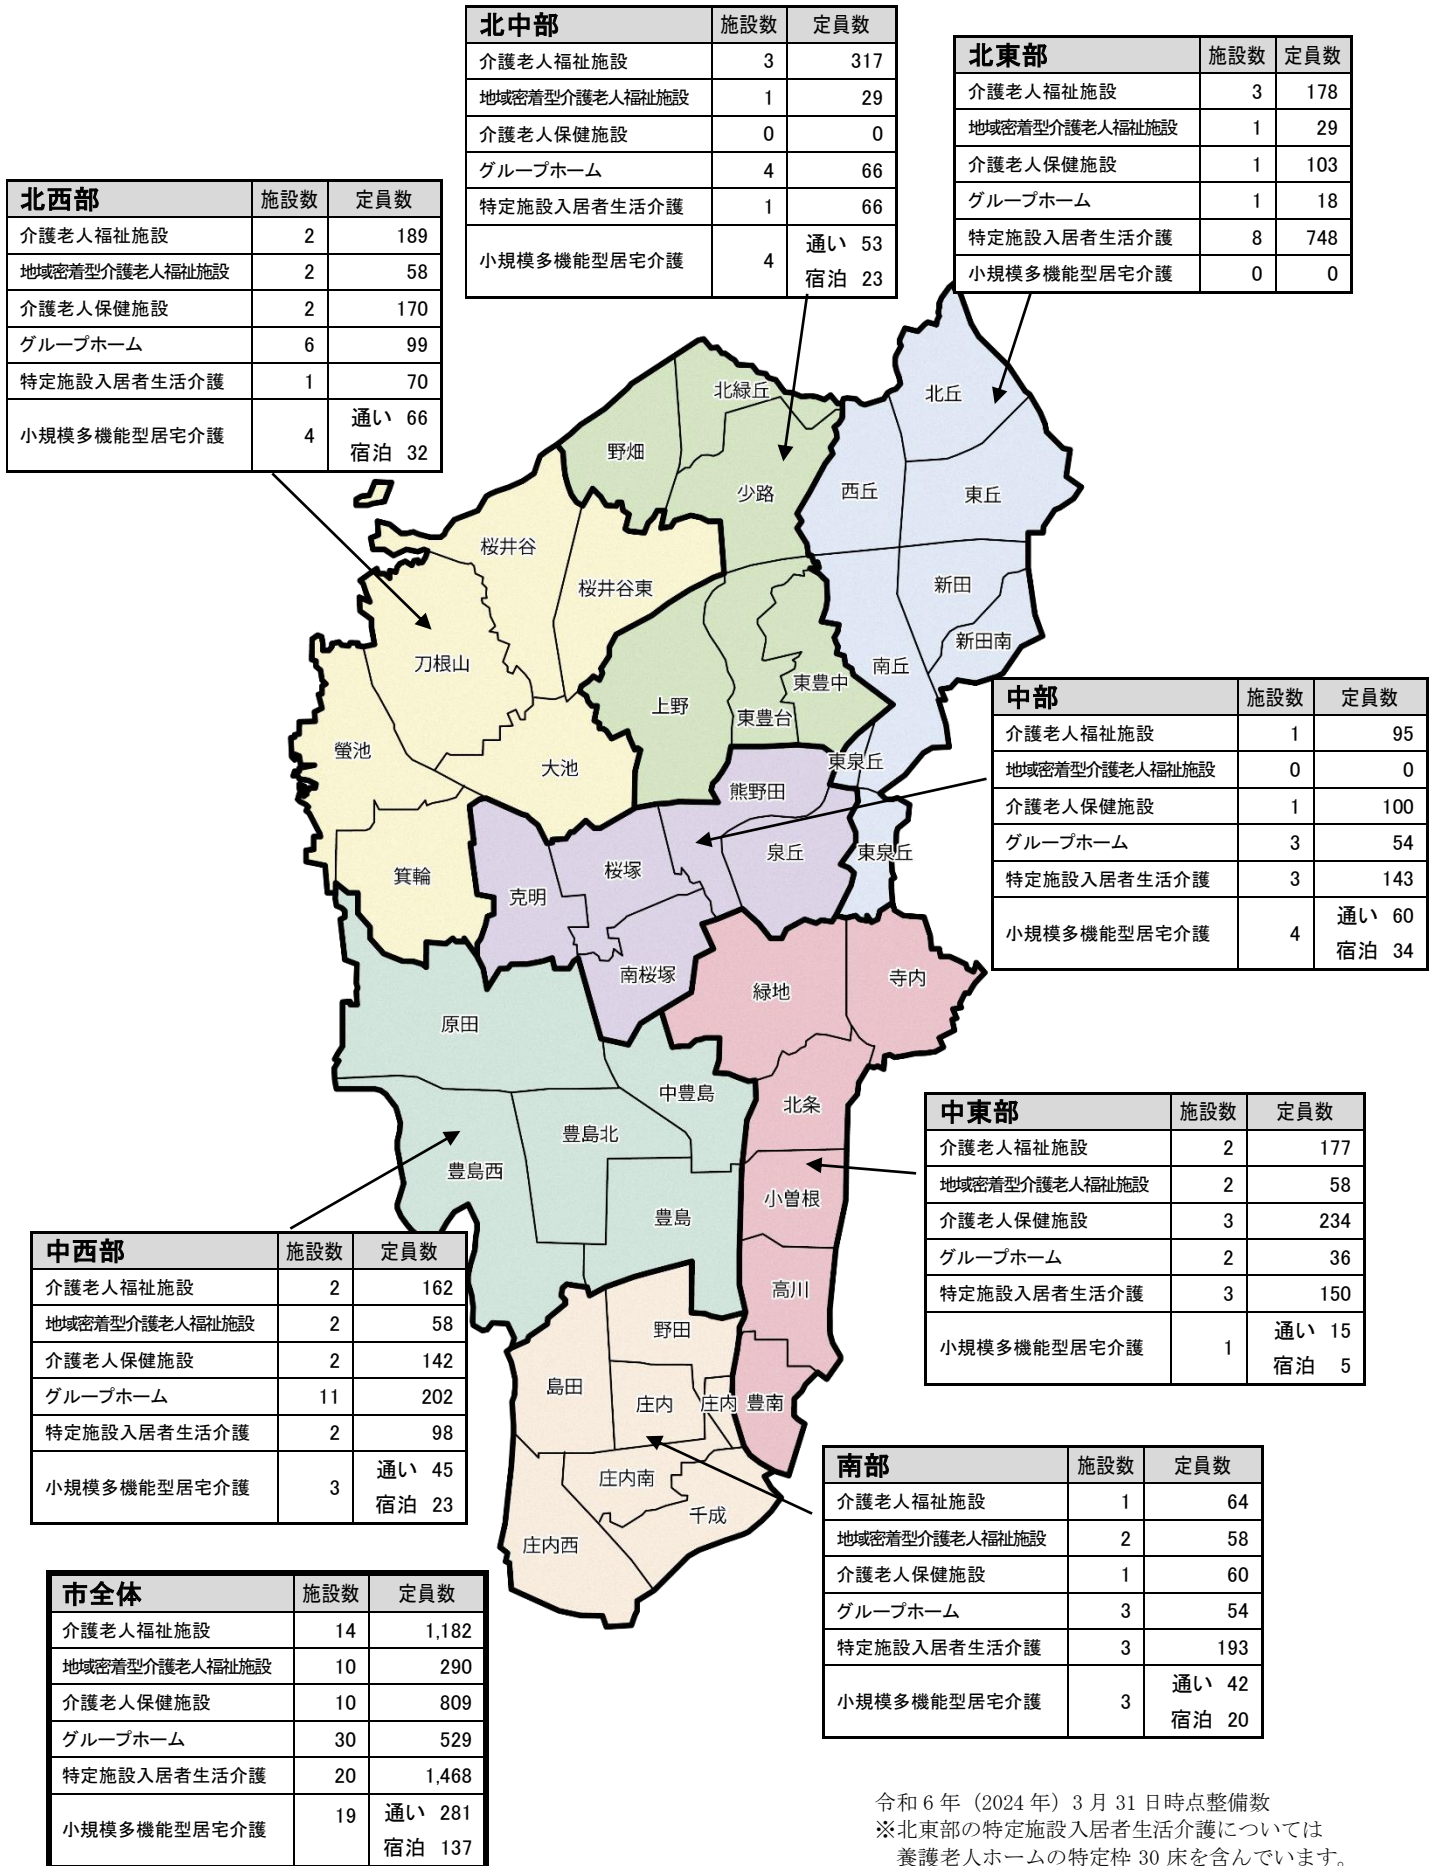 北中部 施設数 定員数
介護老人福祉施設 3 317
地域密着型介護老人福祉施設 1 29
介護老人保健施設 0 0
グループホーム 4 66
特定施設入居者生活介護 1 66
小規模多機能型居宅介護 4 通い 53
宿泊 23
北東部 施設数 定員数
介護老人福祉施設 3 178
地域密着型介護老人福祉施設 1 29
介護老人保健施設 1 103
グループホーム 1 18
特定施設入居者生活介護 8 748
小規模多機能型居宅介護 0 0
北西部 施設数 定員数
介護老人福祉施設 2 189
地域密着型介護老人福祉施設 2 58
介護老人保健施設 2 170
グループホーム 6 99
特定施設入居者生活介護 1 70
小規模多機能型居宅介護 4 通い 66
宿泊 32
北緑丘
北丘
野畑
少路
西丘
東丘
桜井谷
桜井谷東
新田
新田南
刀根山
南丘
東豊中
上野
東豊台
螢池
大池
東泉丘
熊野田
泉丘
東泉丘
箕輪
桜塚
克明
南桜塚
緑地
寺内
原田
中豊島
北条
豊島北
豊島西
小曽根
豊島
高川
野田
島田
庄内
庄内
豊南
庄内南
千成
庄内西
中部 施設数 定員数
介護老人福祉施設 1 95
地域密着型介護老人福祉施設 0 0
介護老人保健施設 1 100
グループホーム 3 54
特定施設入居者生活介護 3 143
小規模多機能型居宅介護 4 通い 60
宿泊 34
中東部 施設数 定員数
介護老人福祉施設 2 177
地域密着型介護老人福祉施設 2 58
介護老人保健施設 3 234
グループホーム 2 36
特定施設入居者生活介護 3 150
小規模多機能型居宅介護 1 通い 15
宿泊 5
中西部 施設数 定員数
介護老人福祉施設 2 162
地域密着型介護老人福祉施設 2 58
介護老人保健施設 2 142
グループホーム 11 202
特定施設入居者生活介護 2 98
小規模多機能型居宅介護 3 通い 45
宿泊 23
南部 施設数 定員数
介護老人福祉施設 1 64
地域密着型介護老人福祉施設 2 58
介護老人保健施設 1 60
グループホーム 3 54
特定施設入居者生活介護 3 193
小規模多機能型居宅介護 3 通い 42
宿泊 20
市全体 施設数 定員数
介護老人福祉施設 14 1,182
地域密着型介護老人福祉施設 10 290
介護老人保健施設 10 809
グループホーム 30 529
特定施設入居者生活介護 20 1,468
小規模多機能型居宅介護 19 通い 281
宿泊 137
令和6年（2024年）3月31日時点整備数
※北東部の特定施設入居者生活介護については
養護老人ホームの特定枠 30 床を含んでいます。